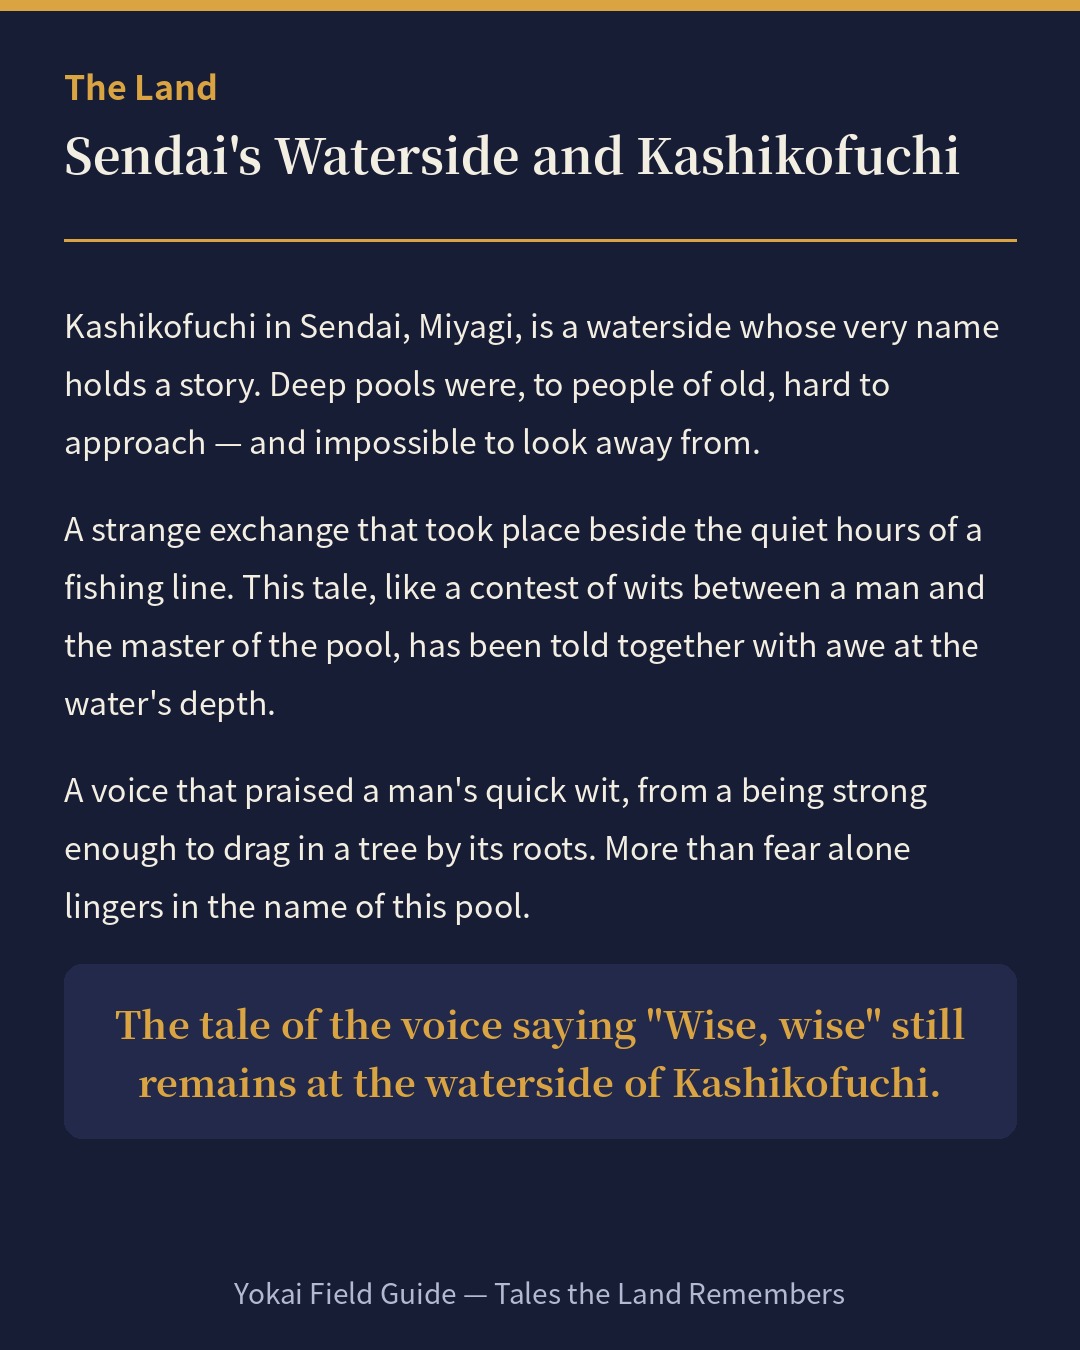 The Land
Sendai's Waterside and Kashikofuchi
Kashikofuchi in Sendai, Miyagi, is a waterside whose very name
holds a story. Deep pools were, to people of old, hard to
approach — and impossible to look away from.
A strange exchange that took place beside the quiet hours of a
fishing line. This tale, like a contest of wits between a man and
the master of the pool, has been told together with awe at the
water's depth.
A voice that praised a man's quick wit, from a being strong
enough to drag in a tree by its roots. More than fear alone
lingers in the name of this pool.
The tale of the voice saying "Wise, wise" still
remains at the waterside of Kashikofuchi.
Yokai Field Guide — Tales the Land Remembers